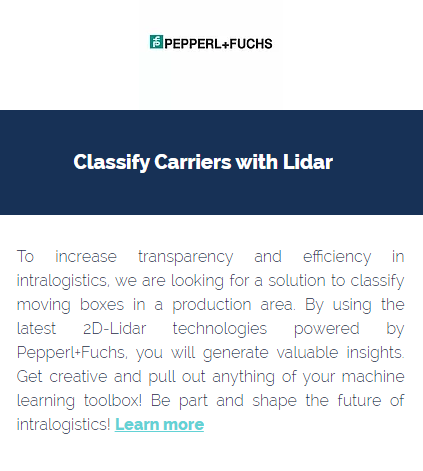 PEPPERL+FUCHS
Classify Carriers with Lidar
To increase transparency and efficiency in
intralogistics, we are looking for a solution to classify
moving boxes in a production area. By using the
latest 2D-Lidar technologies powered by
Pepperl+Fuchs, you will generate valuable insights.
Get creative and pull out anything of your machine
learning toolbox! Be part and shape the future of
intralogistics! Learn more